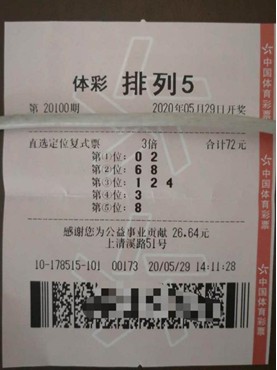 体彩 排列5
第 20100期 2020年05月29日开奖
直选定位复式票 3倍 合计72元
第①位: 0 2
第②位: 6 8
第③位: 1 2 4
第④位: 3
第⑤位: 8
感谢您为公益事业贡献 26.64元
上清溪路51号
10-178515-101 00173 20/05/29 14:11:28
中国体育彩票
中国体育彩票
中国体育彩票